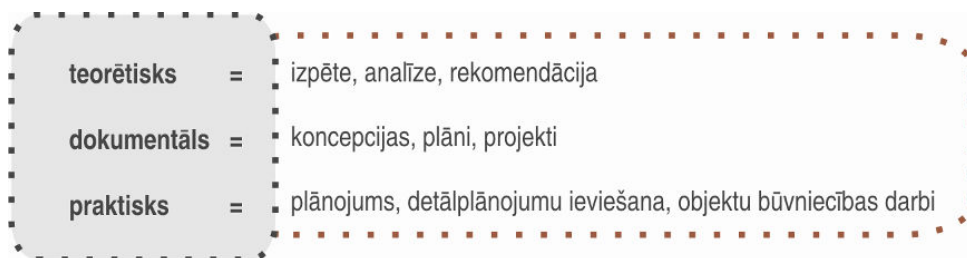 teorētisks = izpēte, analīze, rekomendācija
dokumentāls = koncepcijas, plāni, projekti
praktisks = plānojums, detālplānojumu ieviešana, objektu būvniecības darbi